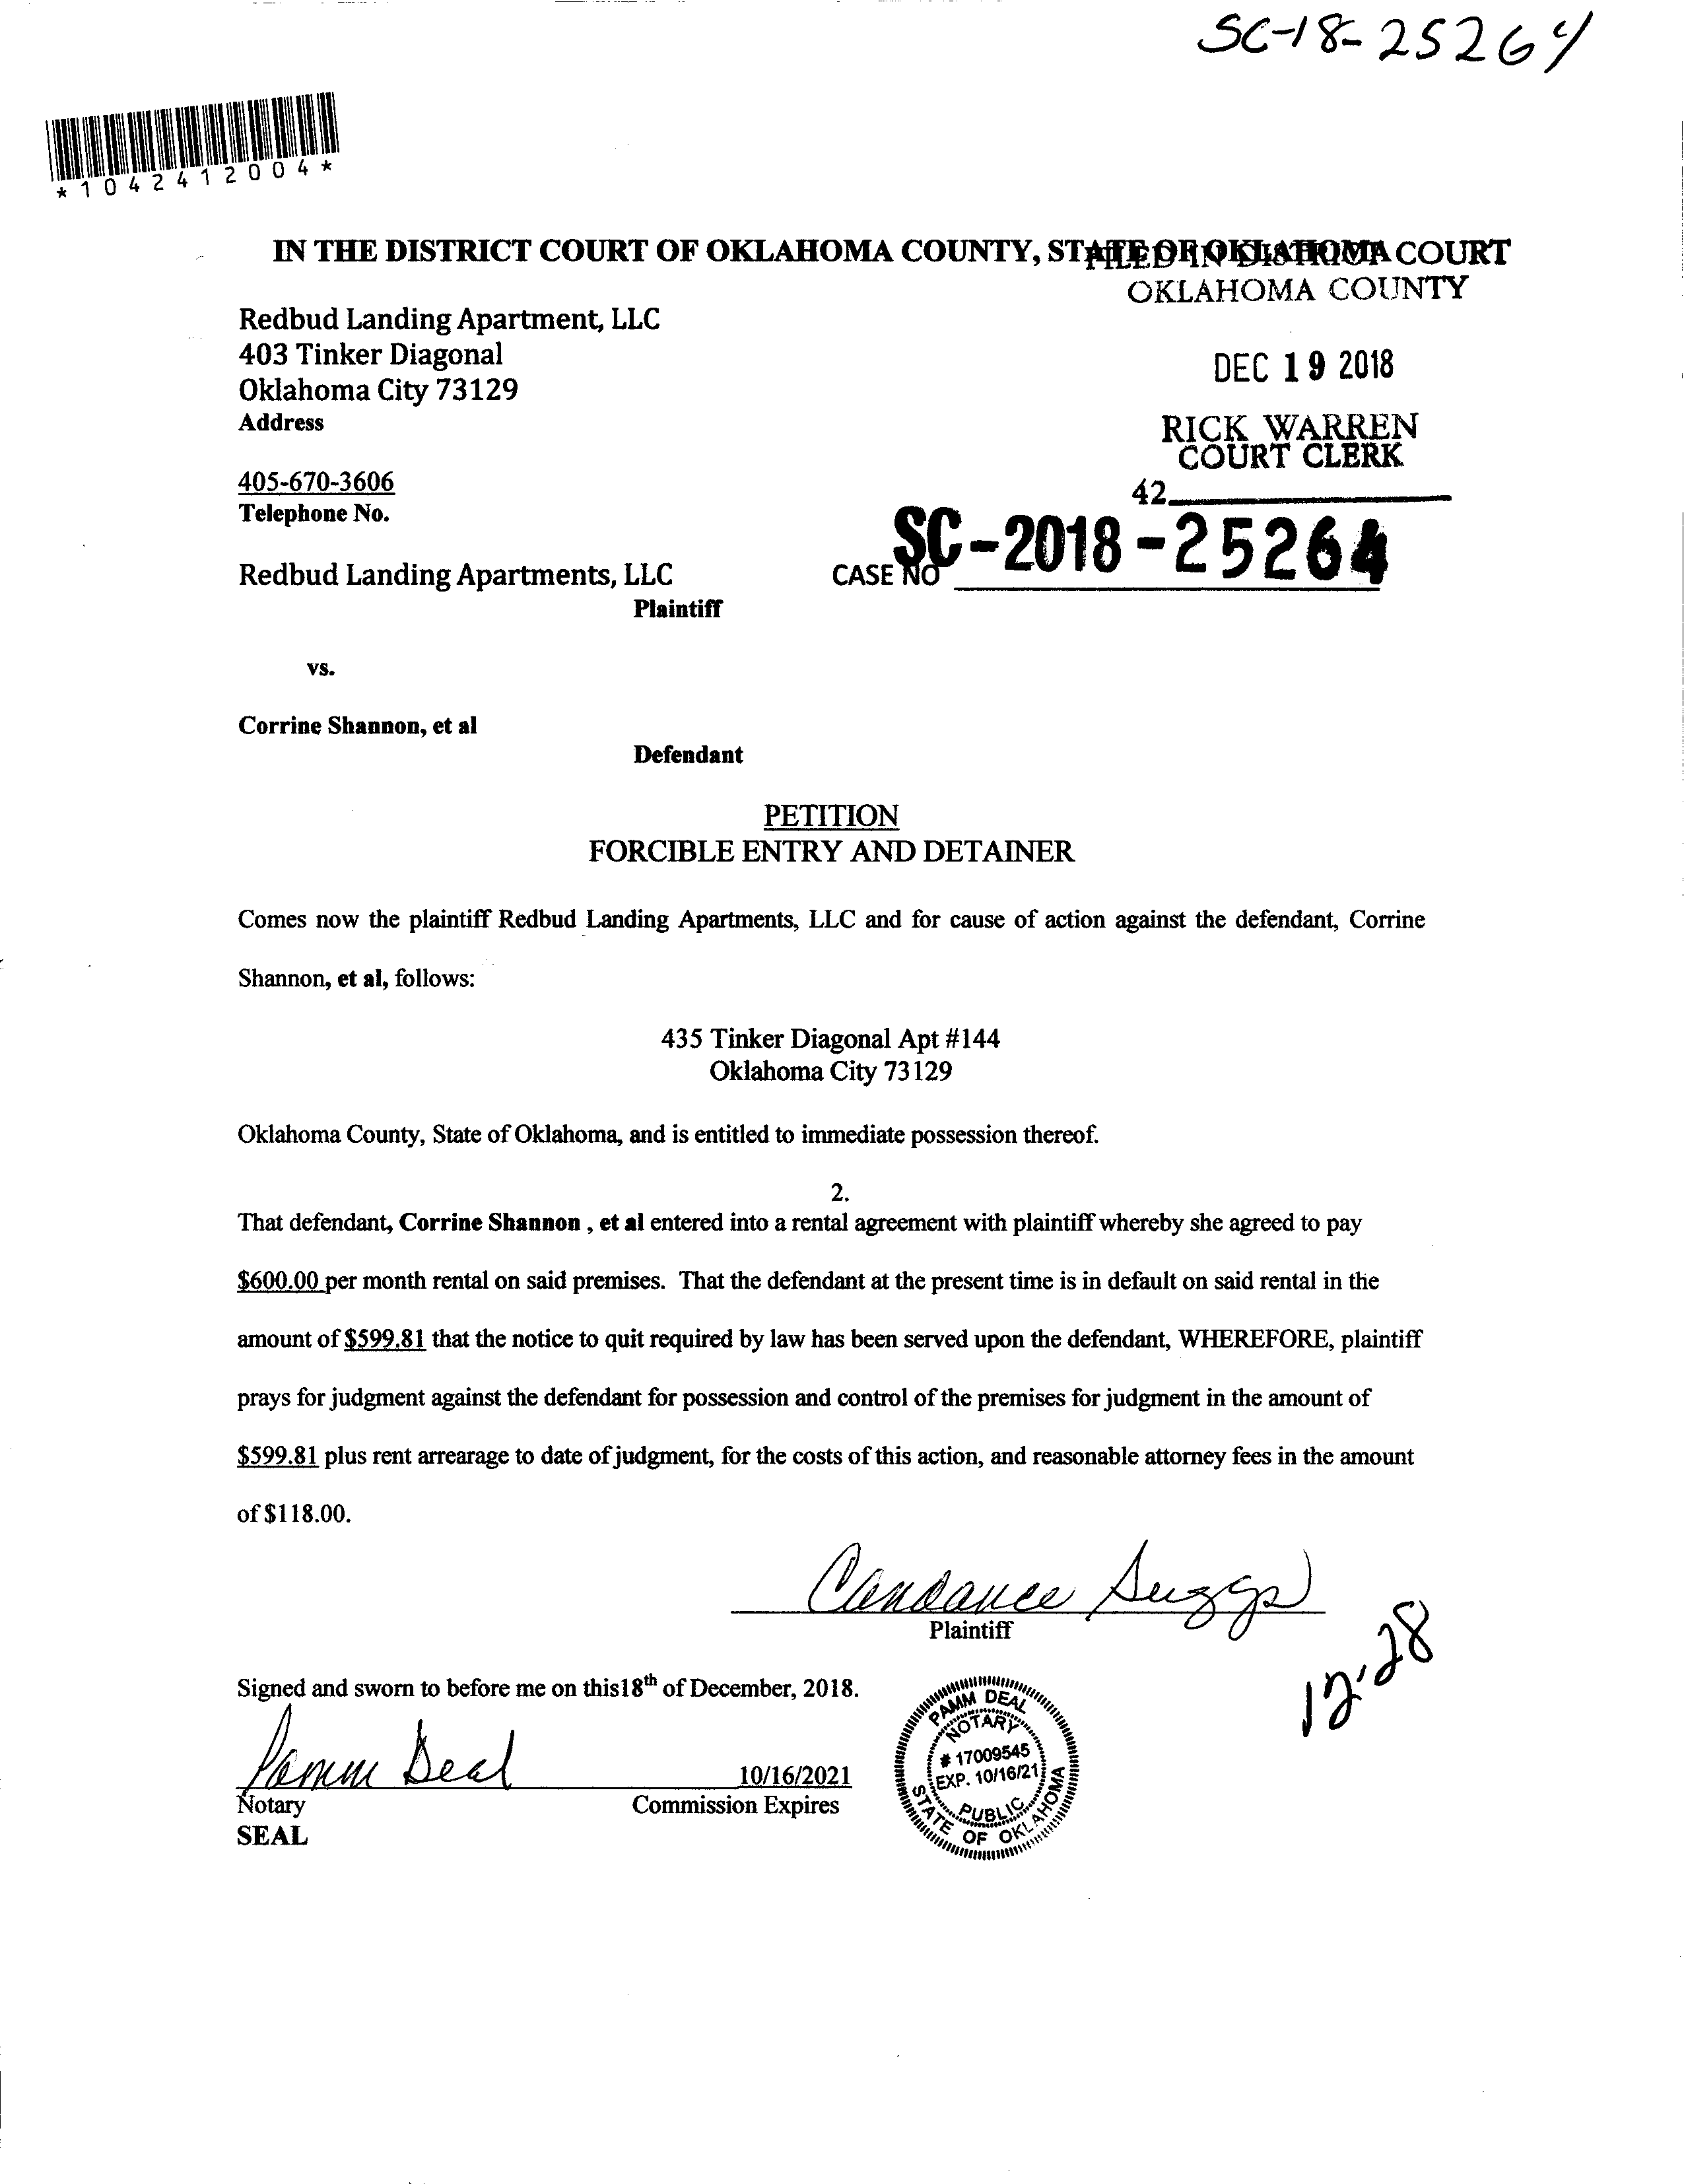 SC-18-25264
*1042412004*
IN THE DISTRICT COURT OF OKLAHOMA COUNTY, STATE OF OKLAHOMA
FILED IN DISTRICT COURT
OKLAHOMA COUNTY
Redbud Landing Apartment, LLC
403 Tinker Diagonal
Oklahoma City 73129
Address
DEC 19 2018
RICK WARREN
COURT CLERK
42
405-670-3606
Telephone No.
SC-2018-25264
Redbud Landing Apartments, LLC
CASE NO
Plaintiff
vs.
Corrine Shannon, et al
Defendant
PETITION
FORCIBLE ENTRY AND DETAINER
Comes now the plaintiff Redbud Landing Apartments, LLC and for cause of action against the defendant, Corrine
Shannon, et al, follows:
435 Tinker Diagonal Apt #144
Oklahoma City 73129
Oklahoma County, State of Oklahoma, and is entitled to immediate possession thereof.
2.
That defendant, Corrine Shannon , et al entered into a rental agreement with plaintiff whereby she agreed to pay
$600.00 per month rental on said premises. That the defendant at the present time is in default on said rental in the
amount of $599.81 that the notice to quit required by law has been served upon the defendant, WHEREFORE, plaintiff
prays for judgment against the defendant for possession and control of the premises for judgment in the amount of
$599.81 plus rent arrearage to date of judgment, for the costs of this action, and reasonable attorney fees in the amount
of $118.00.
Candance Suggs
Plaintiff
12-28
Signed and sworn to before me on this18th of December, 2018.
Pamm Deal
10/16/2021
Notary
Commission Expires
SEAL
PAMM DEAL
NOTARY
# 17009545
EXP. 10/16/21
PUBLIC
STATE OF OKLAHOMA